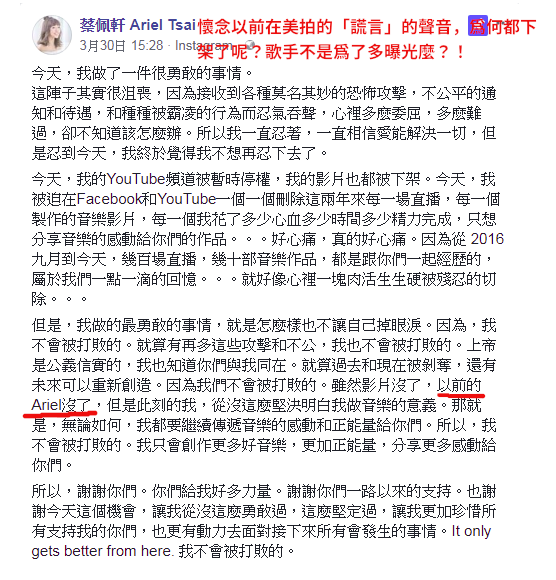 蔡佩軒 Ariel Tsai
懷念以前在美拍的「謊言」的聲音，爲何都下
架了呢？歌手不是爲了多曝光麼？！
3月30日 15:28 · Instagram
今天，我做了一件很勇敢的事情。
這陣子其實很沮喪，因為接收到各種莫名其妙的恐怖攻擊，不公平的通
知和待遇，和種種被霸凌的行為而忍氣吞聲，心裡多麼委屈，多麼難
過，卻不知道該怎麼辦。所以我一直忍著，一直相信愛能解決一切，但
是忍到今天，我終於覺得我不想再忍下去了。
今天，我的YouTube頻道被暫時停權，我的影片也都被下架。今天，我
被迫在Facebook和YouTube一個一個刪除這兩年來每一場直播，每一個
製作的音樂影片，每一個我花了多少心血多少時間多少精力完成，只想
分享音樂的感動給你們的作品。。。好心痛，真的好心痛。因為從 2016
九月到今天，幾百場直播，幾十部音樂作品，都是跟你們一起經歷的，
屬於我們一點一滴的回憶。。。就好像心裡一塊肉活生生硬被殘忍的切
除。。。
但是，我做的最勇敢的事情，就是怎麼樣也不讓自己掉眼淚。因為，我
不會被打敗的。就算有再多這些攻擊和不公，我也不會被打敗的。上帝
是公義信實的，我也知道你們與我同在。就算過去和現在被剝奪，還有
未來可以重新創造。因為我們不會被打敗的。雖然影片沒了，以前的
Ariel沒了，但是此刻的我，從沒這麼堅決明白我做音樂的意義。那就
是，無論如何，我都要繼續傳遞音樂的感動和正能量給你們。所以，我
不會被打敗的。我只會創作更多好音樂，更加正能量，分享更多感動給
你們。
所以，謝謝你們。你們給我好多力量。謝謝你們一路以來的支持。也謝
謝今天這個機會，讓我從沒這麼勇敢過，這麼堅定過，讓我更加珍惜所
有支持我的你們，也更有動力去面對接下來所有會發生的事情。It only
gets better from here. 我不會被打敗的。